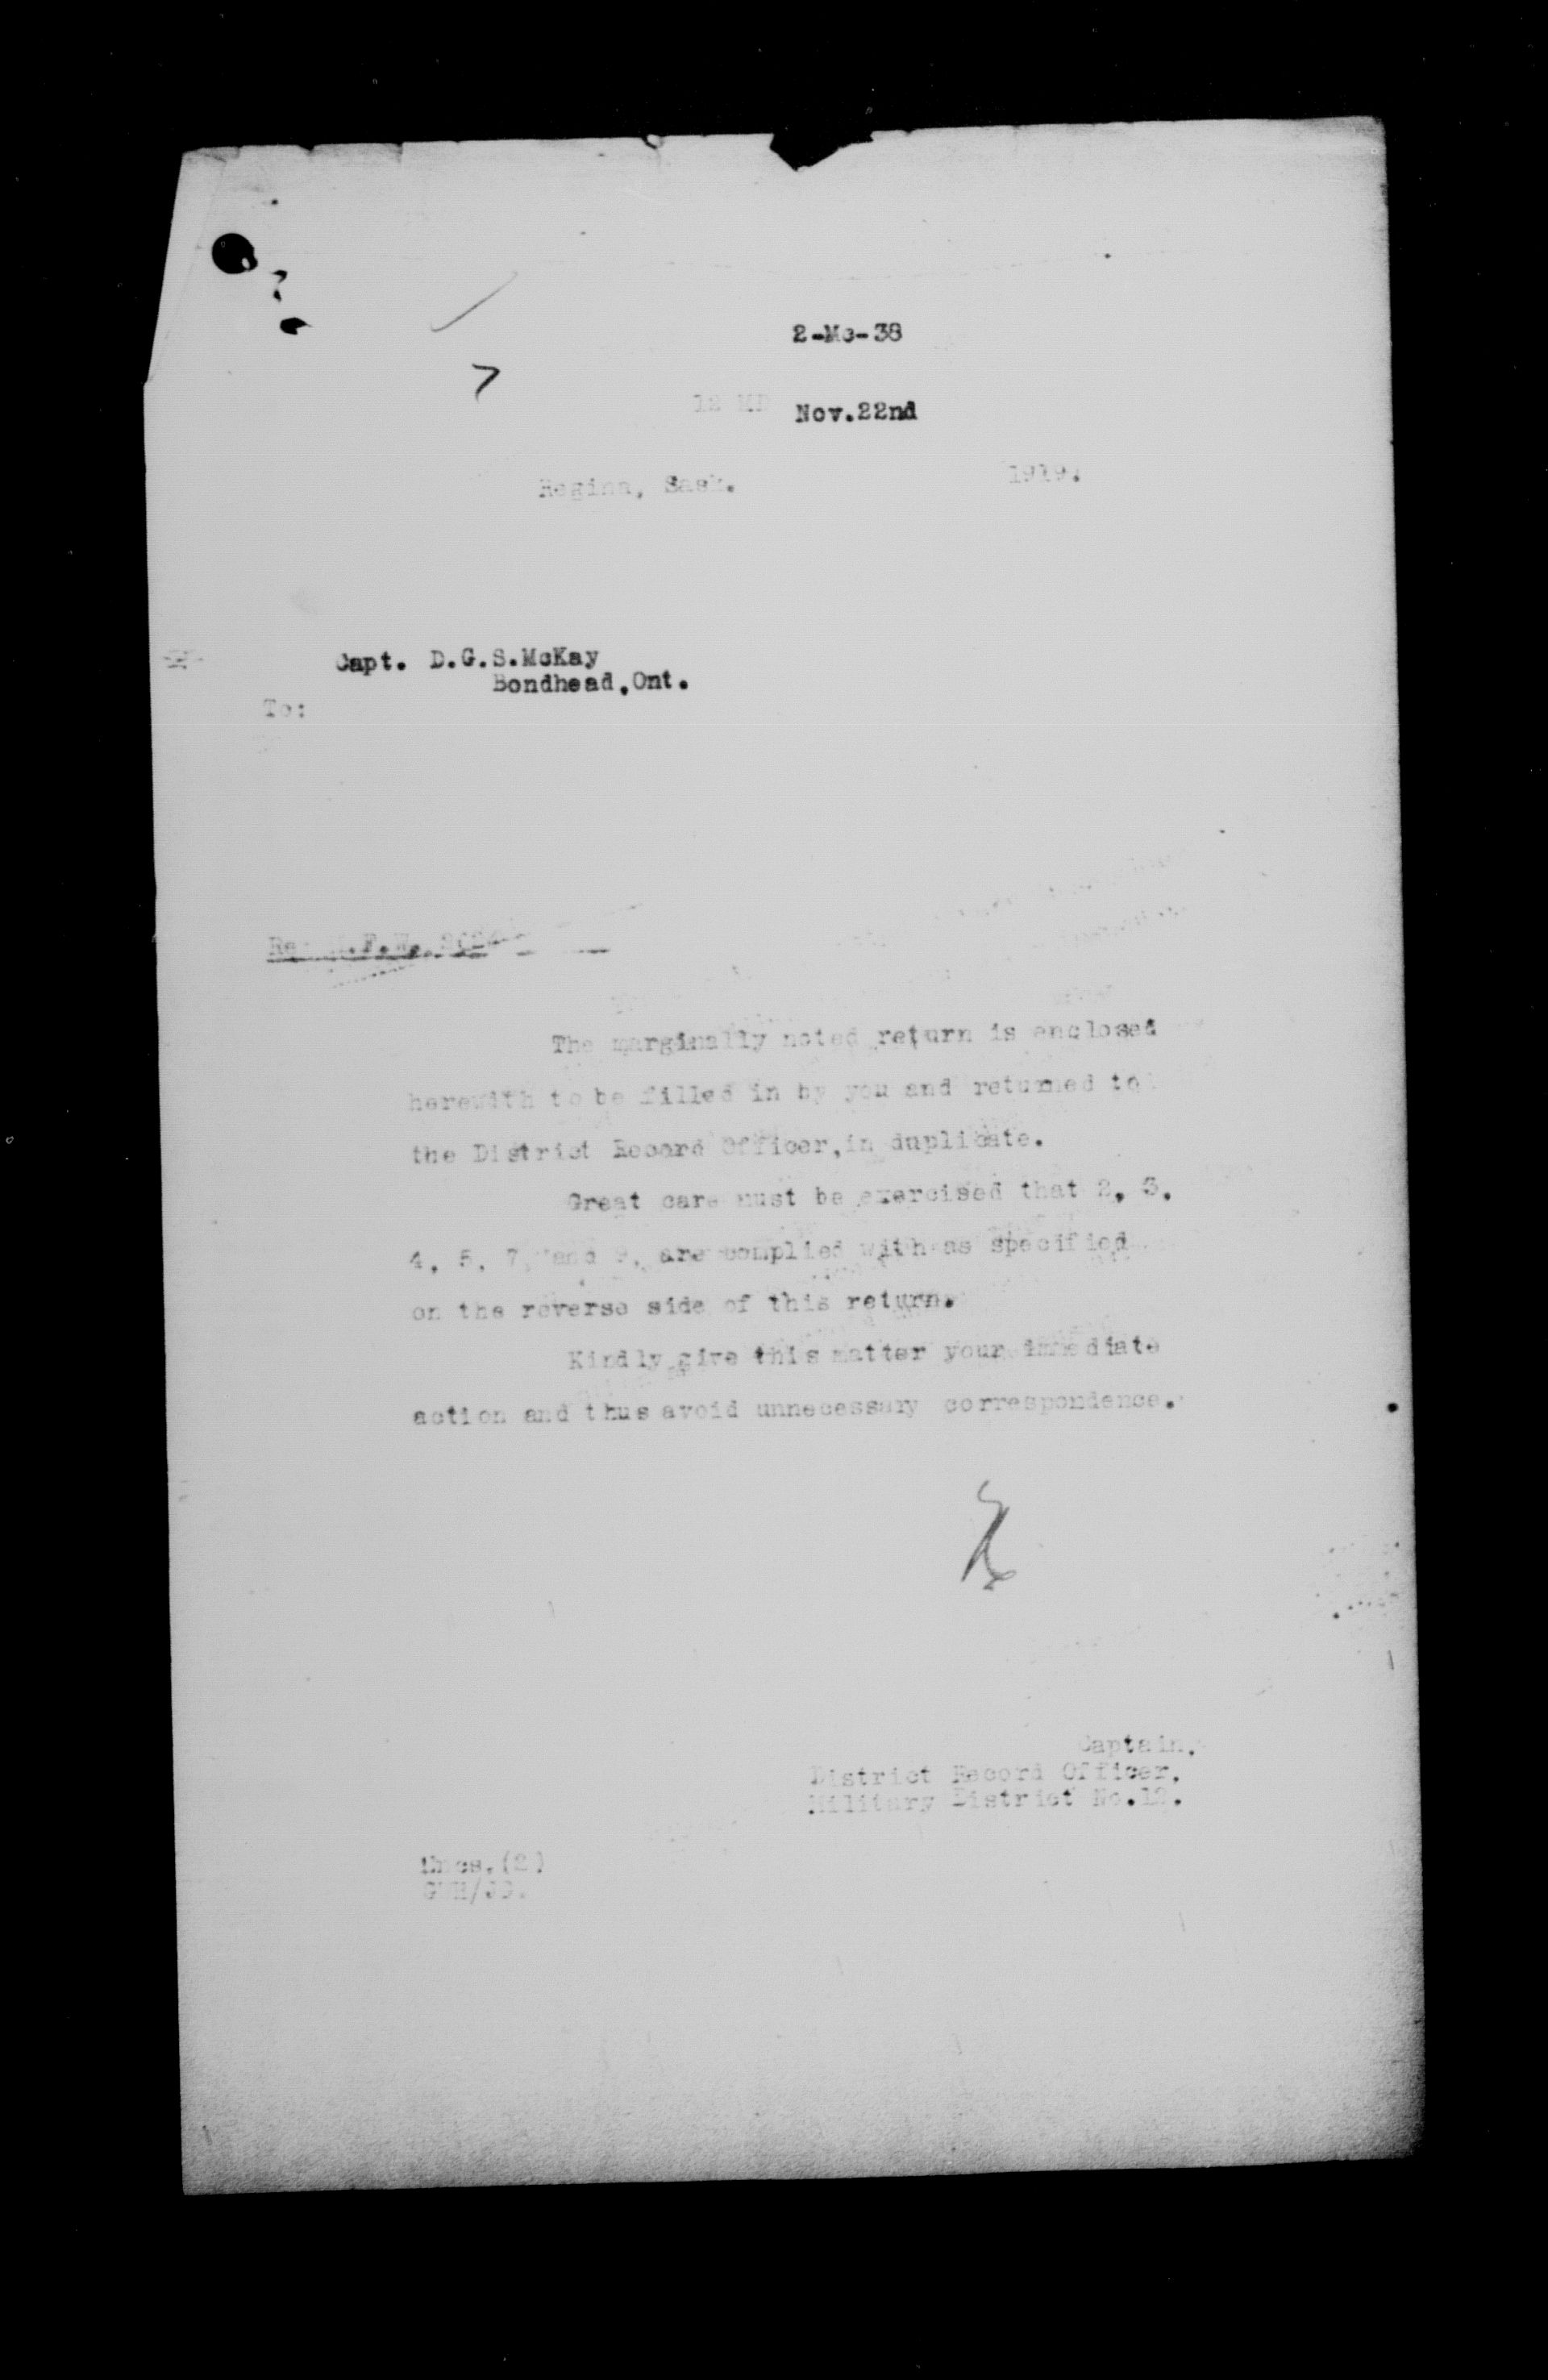 2-Mc-38
12 MD Nov.22nd
Regina, Sask. 1919.
Capt. D.G.S.McKay
Bondhead,Ont.
To:
The marginally noted return is enclosed
herewith to be filled in by you and returned to
the District Record Officer,in duplicate.
Great care must be exercised that 2, 3,
4, 5, 7, and 9, are complied with as specified
on the reverse side of this return.
Kindly give this matter your immediate
action and thus avoid unnecessary correspondence.
Captain,
District Record Officer,
Military District No.12.
Encs.(2)